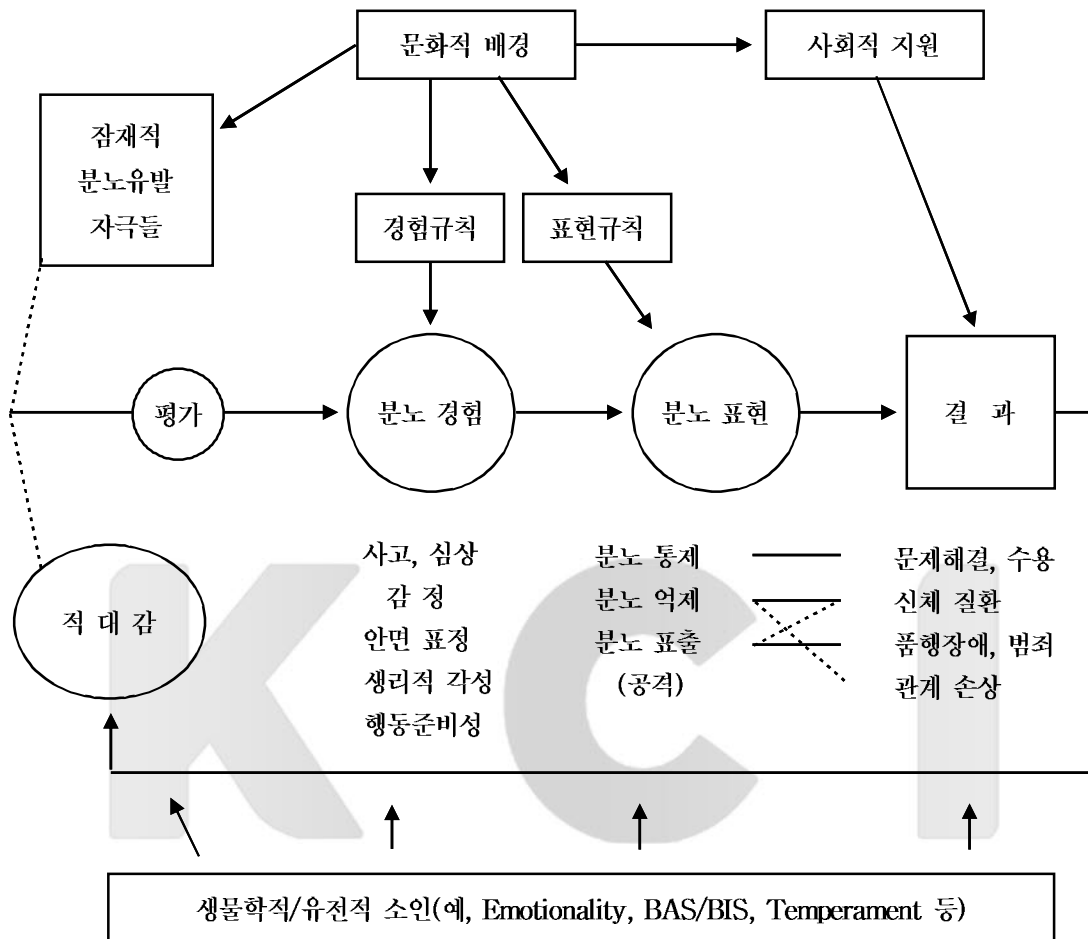 문화적 배경
사회적 지원
잠재적
분노유발
자극들
경험규칙
표현규칙
평가
분노 경험
분노 표현
결 과
적 대 감
사고, 심상
감 정
안면 표정
생리적 각성
행동준비성
분노 통제
분노 억제
분노 표출
(공격)
문제해결, 수용
신체 질환
품행장애, 범죄
관계 손상
KCI
생물학적/유전적 소인(예, Emotionality, BAS/BIS, Temperament 등)